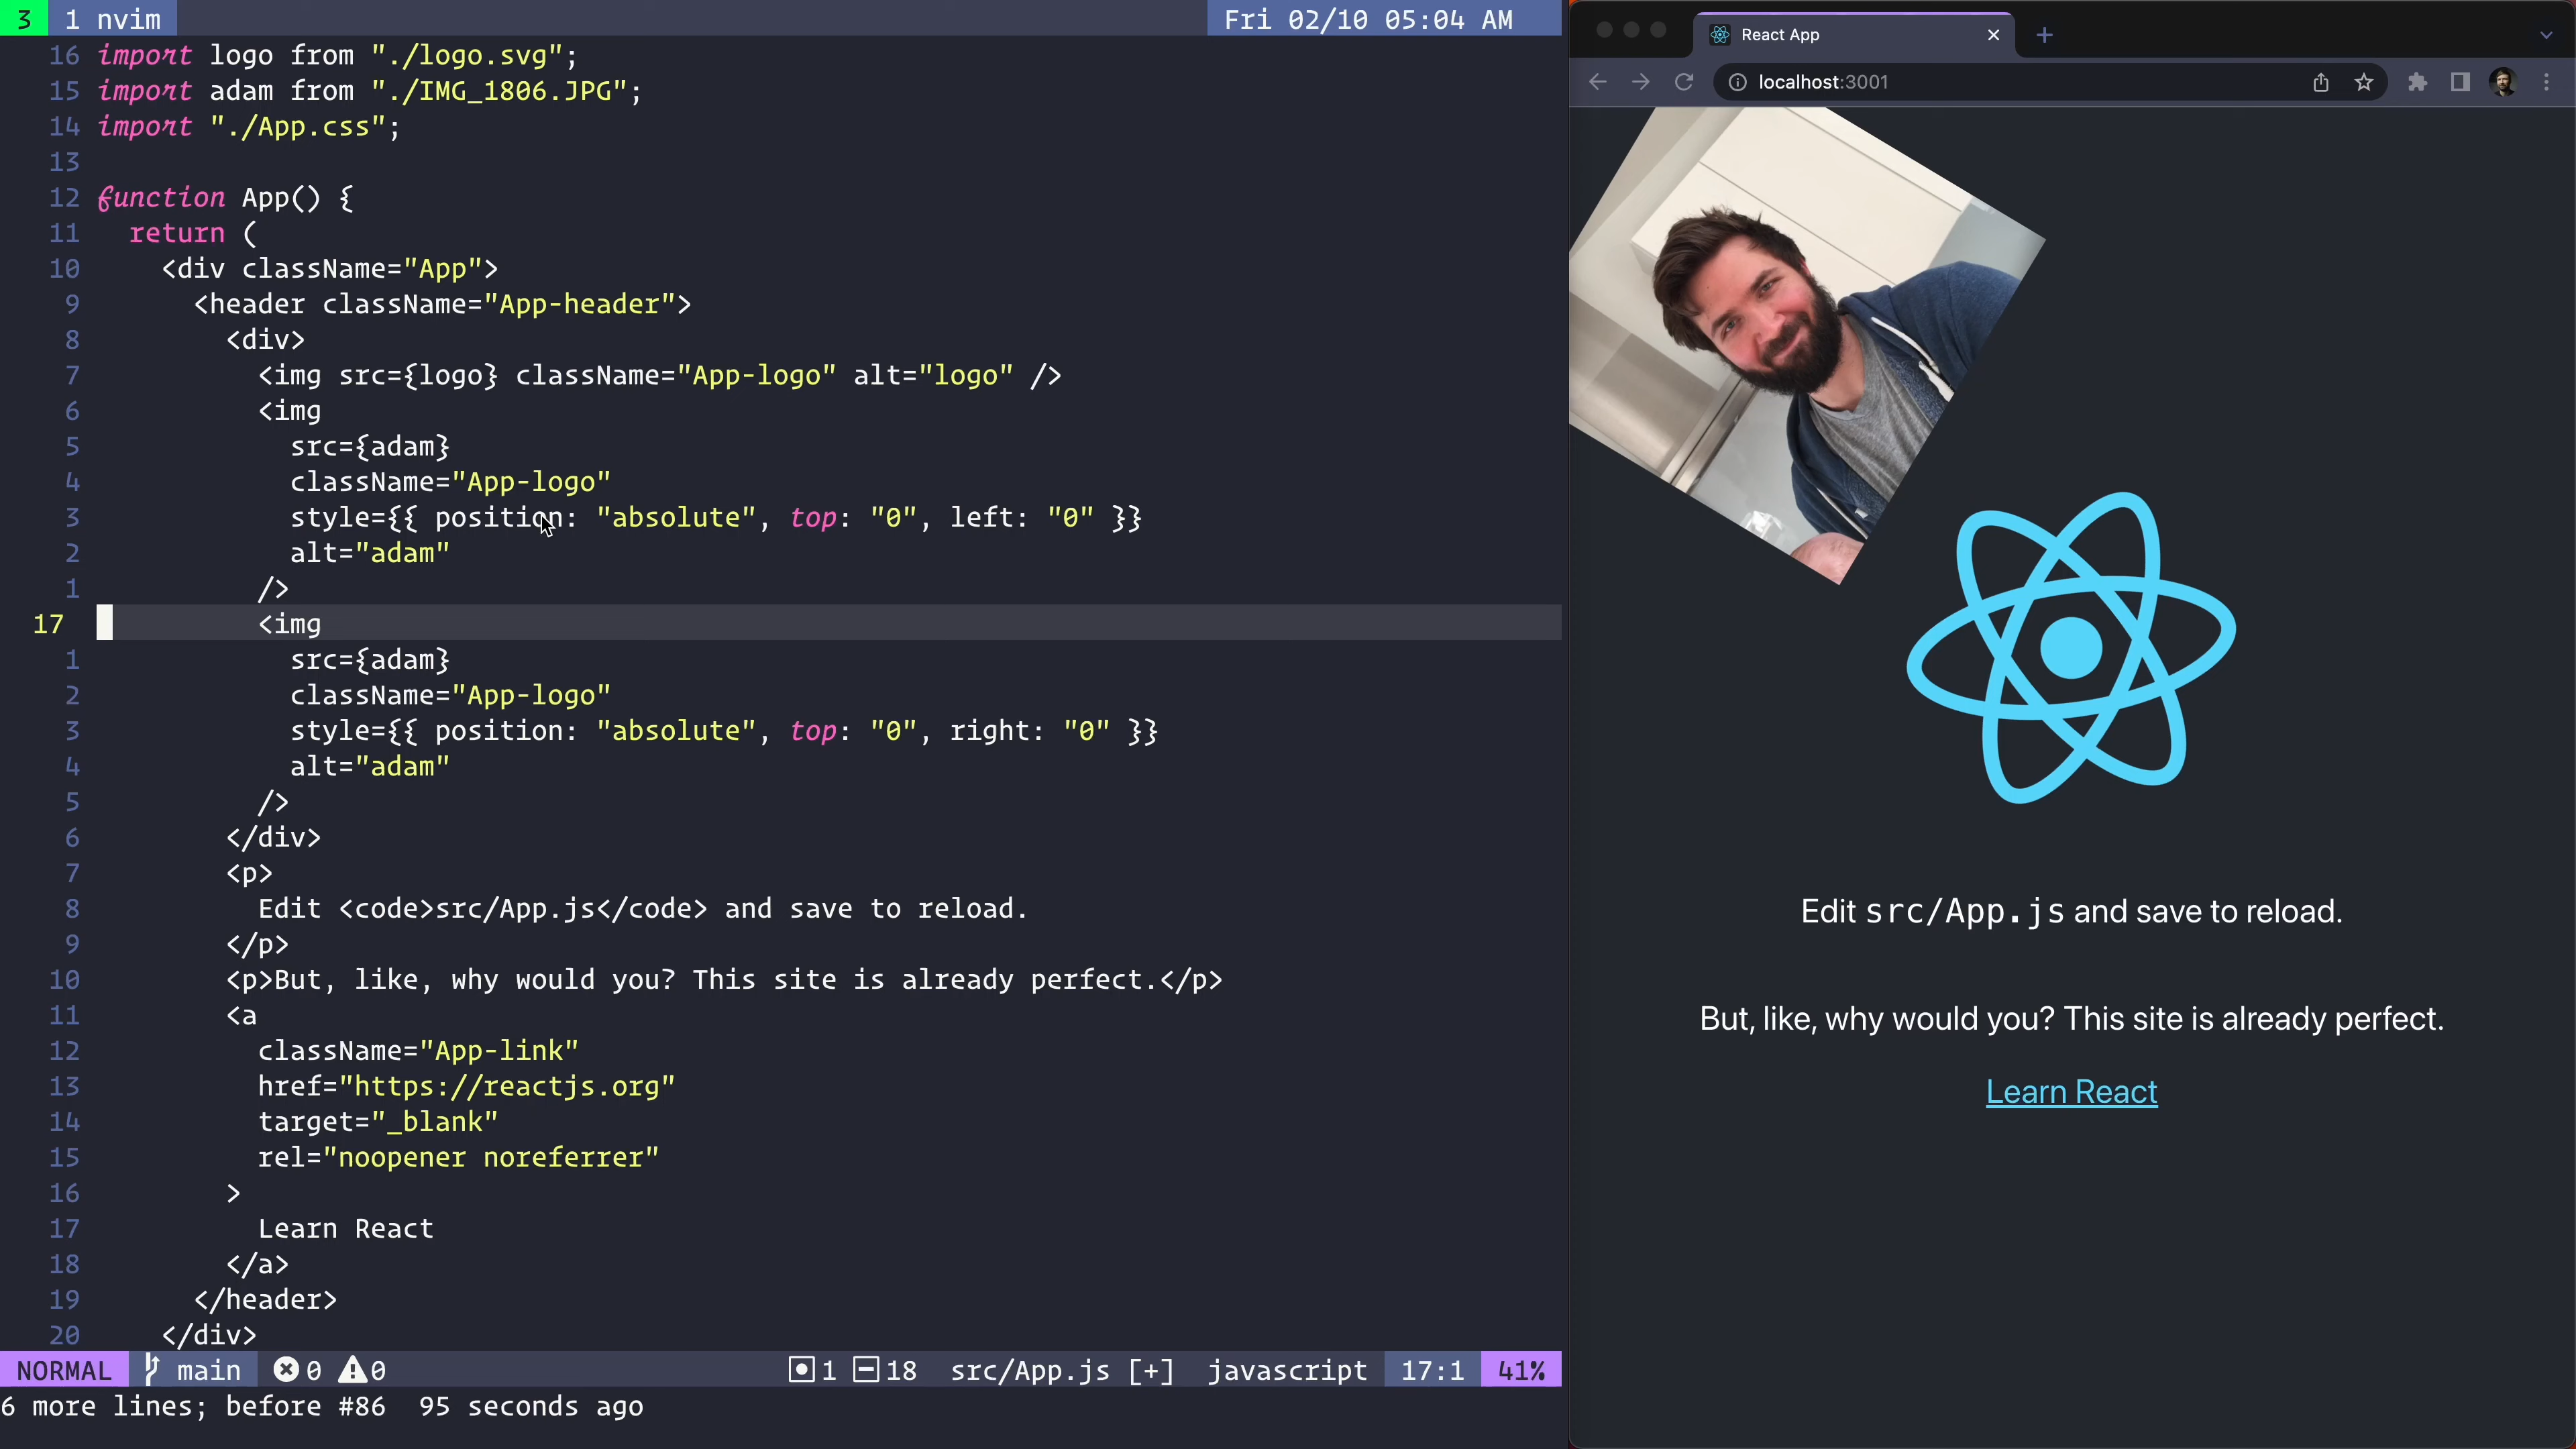 3 1 nvim Fri 02/10 05:04 AM
16 import logo from "./logo.svg";
15 import adam from "./IMG_1806.JPG";
14 import "./App.css";
13
12 function App() {
11 return (
10 <div className="App">
9 <header className="App-header">
8 <div>
7 <img src={logo} className="App-logo" alt="logo" />
6 <img
5 src={adam}
4 className="App-logo"
3 style={{ position: "absolute", top: "0", left: "0" }}
2 alt="adam"
1 />
17 <img
1 src={adam}
2 className="App-logo"
3 style={{ position: "absolute", top: "0", right: "0" }}
4 alt="adam"
5 />
6 </div>
7 <p>
8 Edit <code>src/App.js</code> and save to reload.
9 </p>
10 <p>But, like, why would you? This site is already perfect.</p>
11 <a
12 className="App-link"
13 href="https://reactjs.org"
14 target="_blank"
15 rel="noopener noreferrer"
16 >
17 Learn React
18 </a>
19 </header>
20 </div>
NORMAL main 0 0 1 18 src/App.js [+] javascript 17:1 41%
6 more lines; before #86 95 seconds ago
React App
localhost:3001
Edit src/App.js and save to reload.
But, like, why would you? This site is already perfect.
Learn React